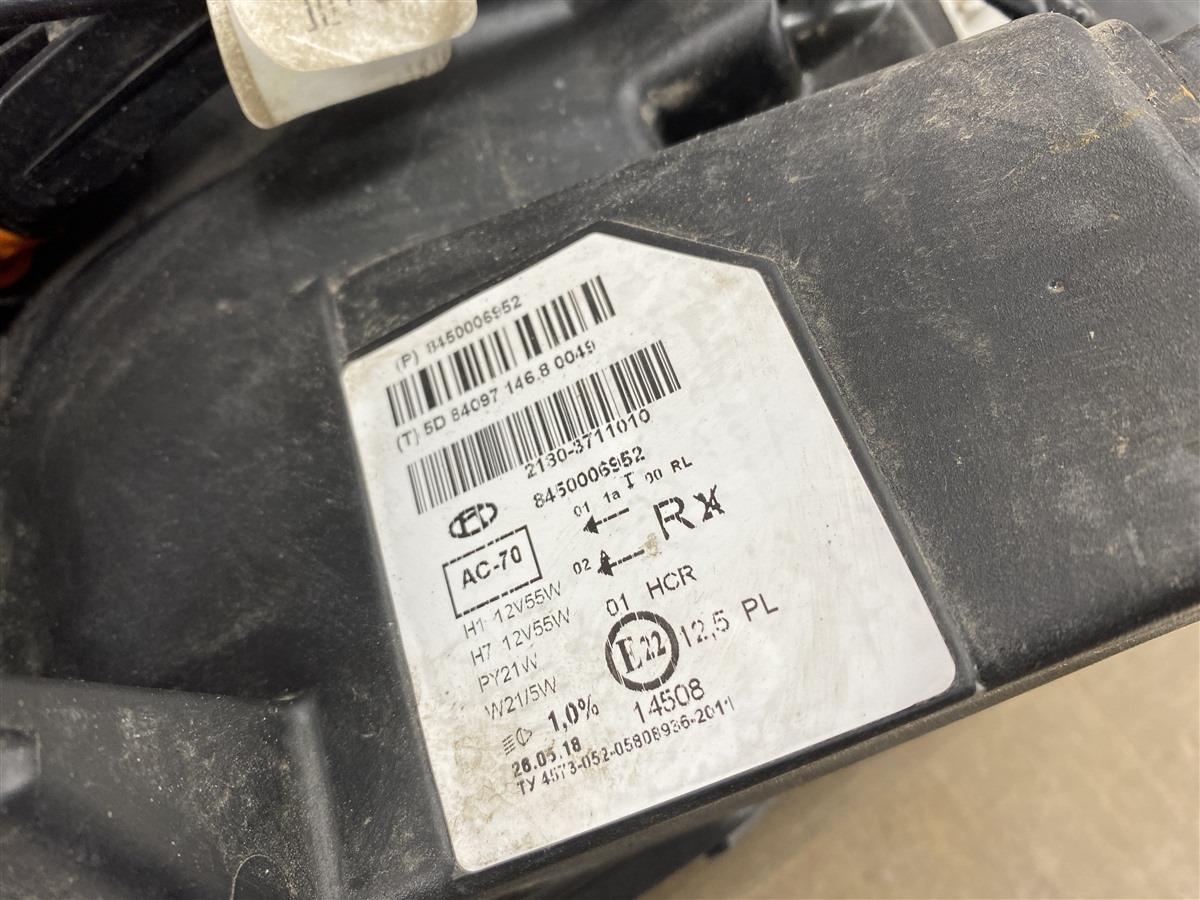 (P) 8450006952
(T) 5D 84097 146.8 0049
2180-3711010
8450006952
01 1a 00 RL
AC-70
02 A
H1 12V55W
01 HCR
H7 12V55W
E22 12,5 PL
PY21W
W21/5W
1,0% 14508
26.05.18
ТУ 4573-052-05808936-2011